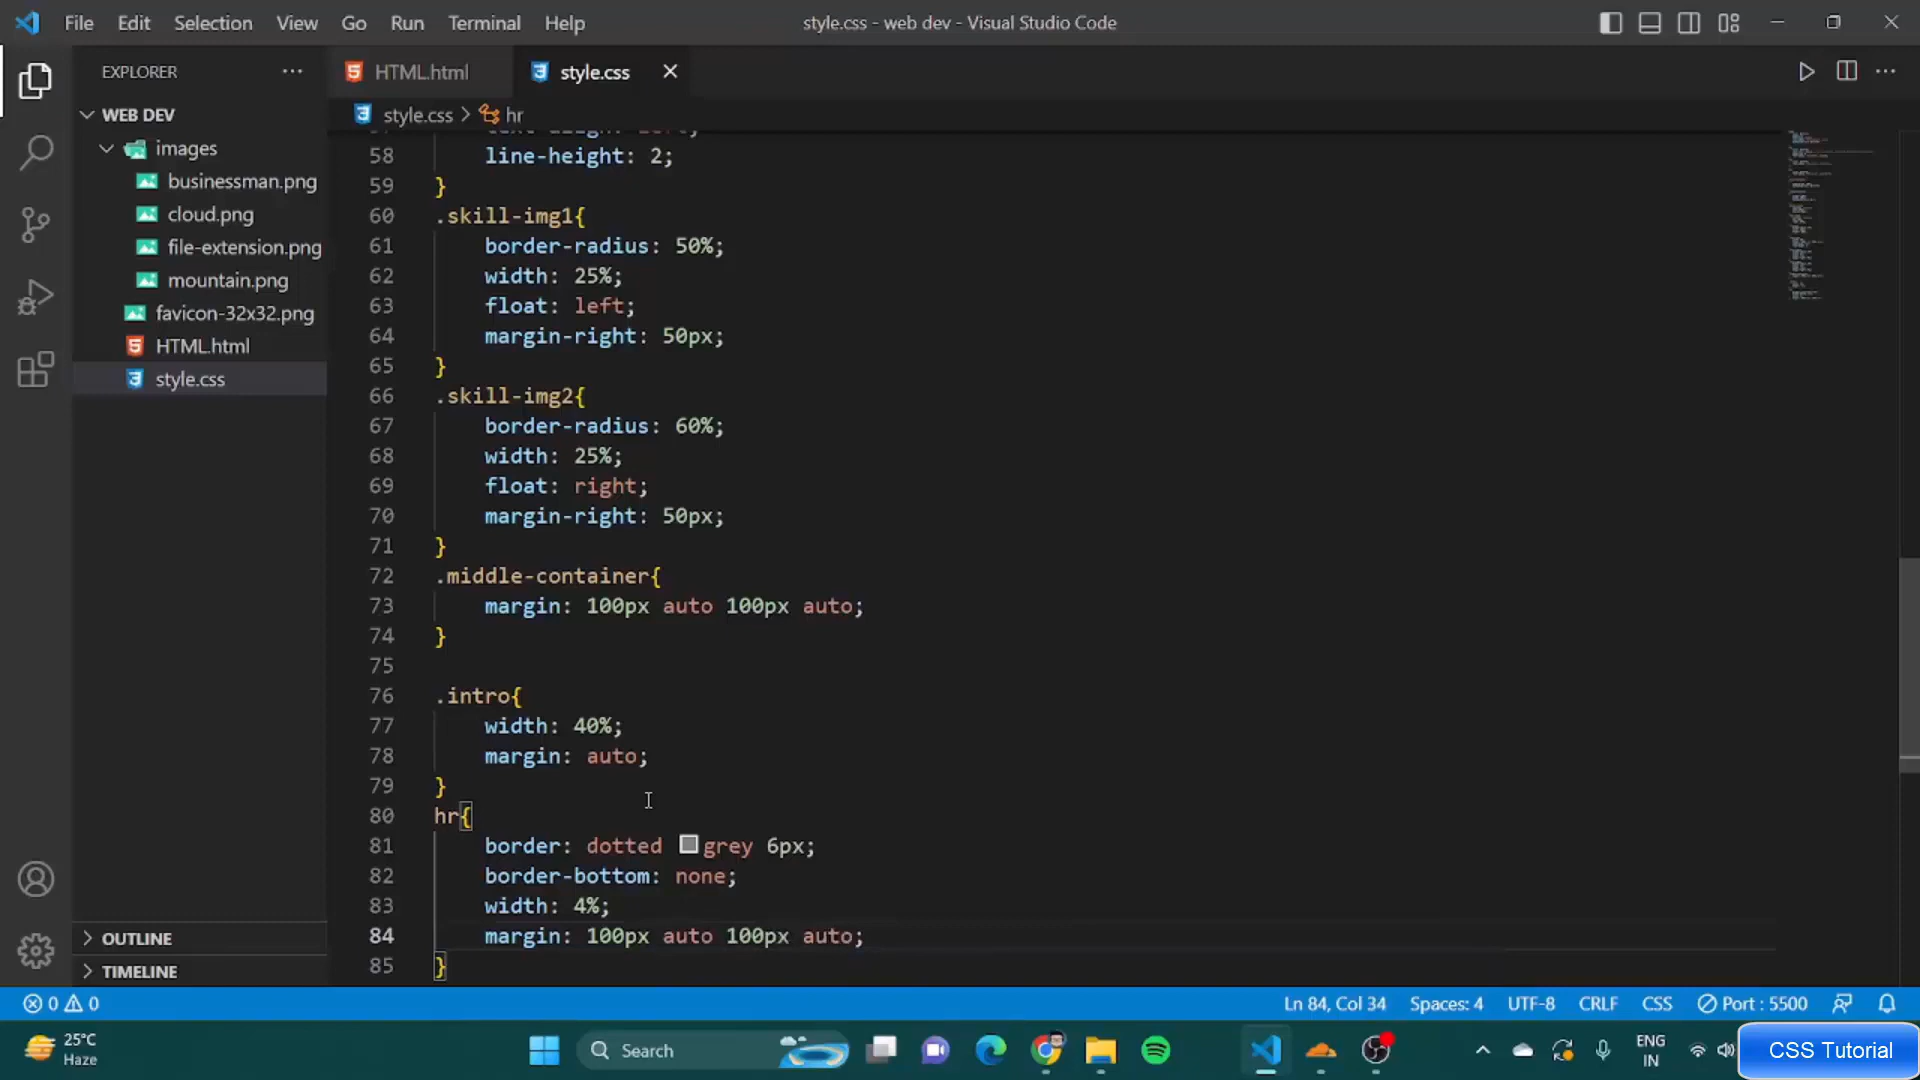 File Edit Selection View Go Run Terminal Help
style.css - web dev - Visual Studio Code
EXPLORER
WEB DEV
images
businessman.png
cloud.png
file-extension.png
mountain.png
favicon-32x32.png
HTML.html
style.css
OUTLINE
TIMELINE
HTML.html
style.css
style.css > hr
58 line-height: 2;
59 }
60 .skill-img1{
61 border-radius: 50%;
62 width: 25%;
63 float: left;
64 margin-right: 50px;
65 }
66 .skill-img2{
67 border-radius: 60%;
68 width: 25%;
69 float: right;
70 margin-right: 50px;
71 }
72 .middle-container{
73 margin: 100px auto 100px auto;
74 }
75
76 .intro{
77 width: 40%;
78 margin: auto;
79 }
80 hr{
81 border: dotted grey 6px;
82 border-bottom: none;
83 width: 4%;
84 margin: 100px auto 100px auto;
85 }
0 0
Ln 84, Col 34 Spaces: 4 UTF-8 CRLF CSS Port : 5500
25°C
Haze
Search
ENG
IN
CSS Tutorial